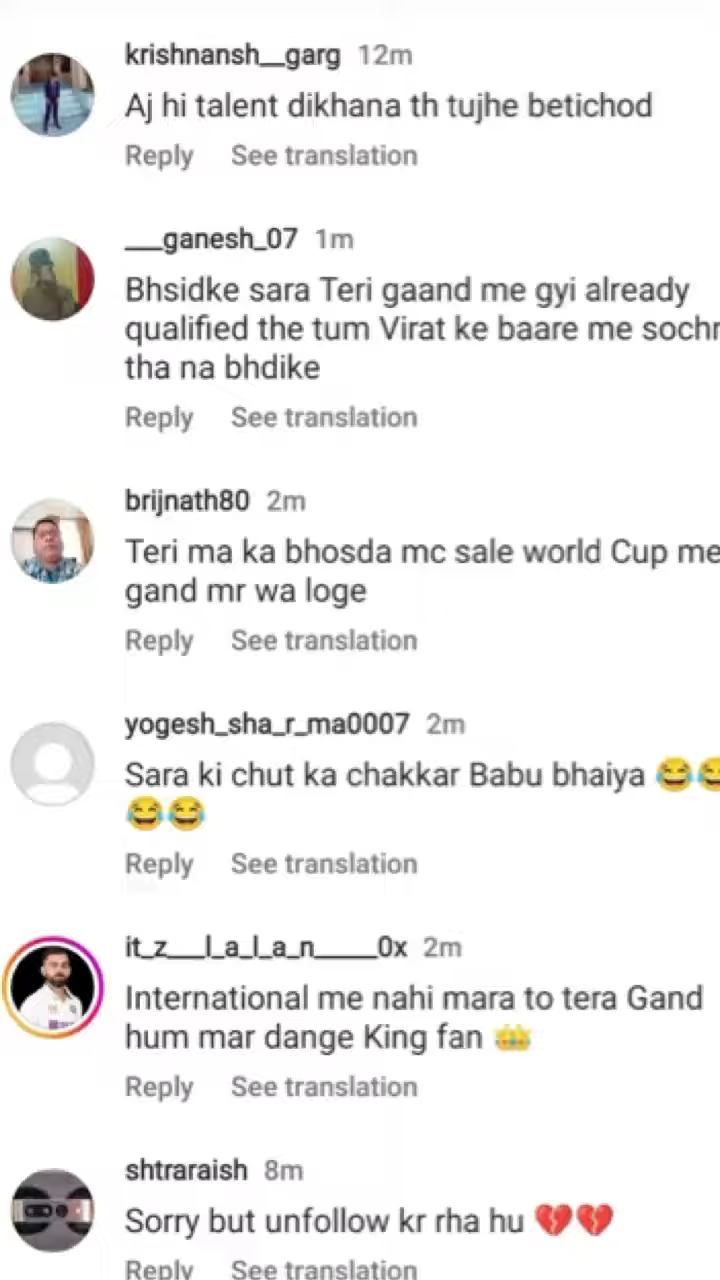 krishnansh__garg 12m
Aj hi talent dikhana th tujhe betichod
Reply See translation
___ganesh_07 1m
Bhsidke sara Teri gaand me gyi already
qualified the tum Virat ke baare me sochn
tha na bhdike
Reply See translation
brijnath80 2m
Teri ma ka bhosda mc sale world Cup me
gand mr wa loge
Reply See translation
yogesh_sha_r_ma0007 2m
Sara ki chut ka chakkar Babu bhaiya 😂😂
😂😂
Reply See translation
it_z___l_a_l_a_n_____0x 2m
International me nahi mara to tera Gand
hum mar dange King fan 👑
Reply See translation
shtraraish 8m
Sorry but unfollow kr rha hu 💔💔
Reply See translation